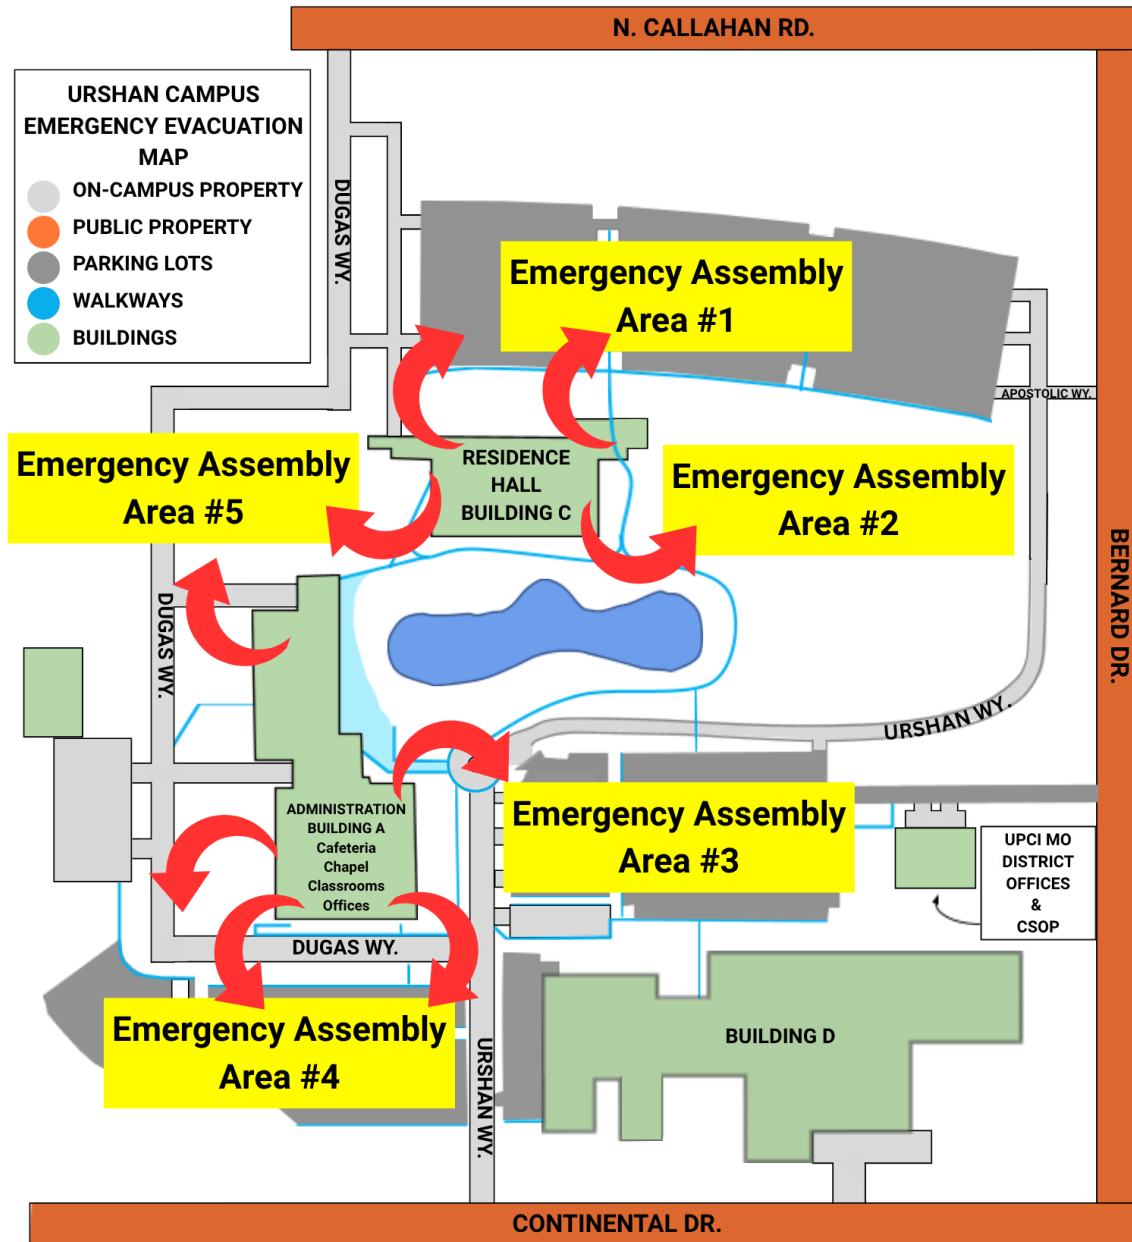 N. CALLAHAN RD.
URSHAN CAMPUS
EMERGENCY EVACUATION
MAP
ON-CAMPUS PROPERTY
PUBLIC PROPERTY
PARKING LOTS
WALKWAYS
BUILDINGS
DUGAS WY.
Emergency Assembly
Area #1
APOSTOLIC WY.
Emergency Assembly
Area #5
RESIDENCE
HALL
BUILDING C
Emergency Assembly
Area #2
BERNARD DR.
DUGAS WY.
URSHAN WY.
ADMINISTRATION
BUILDING A
Cafeteria
Chapel
Classrooms
Offices
Emergency Assembly
Area #3
UPCI MO
DISTRICT
OFFICES
&
CSOP
DUGAS WY.
Emergency Assembly
Area #4
URSHAN WY.
BUILDING D
CONTINENTAL DR.